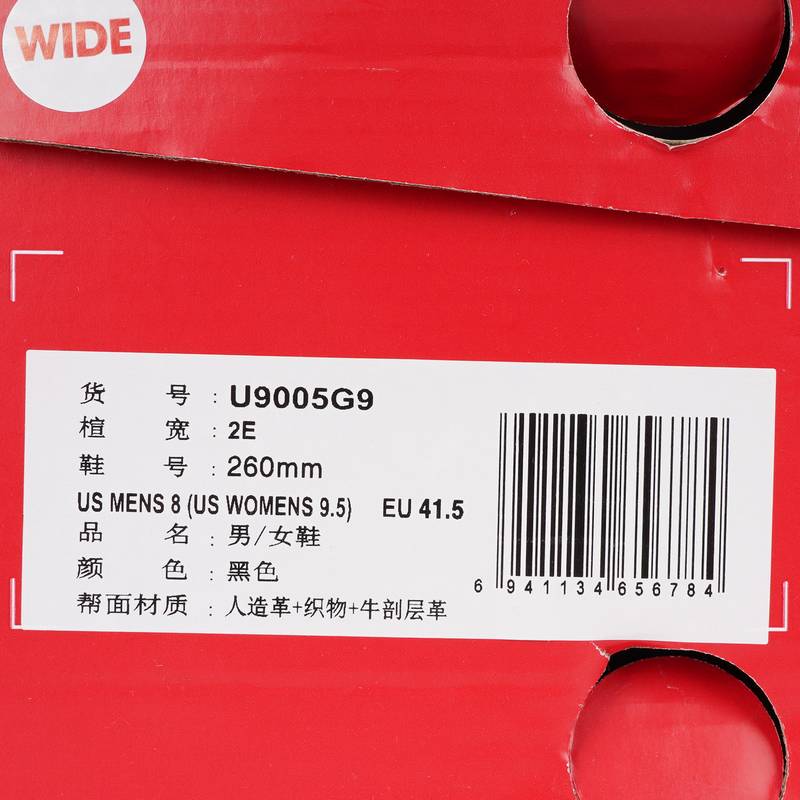 WIDE
货 号 : U9005G9
楦 宽 : 2E
鞋 号 : 260mm
US MENS 8 (US WOMENS 9.5) EU 41.5
品 名 : 男/女鞋
颜 色 : 黑色
帮面材质 : 人造革+织物+牛剖层革
6 941134 656784